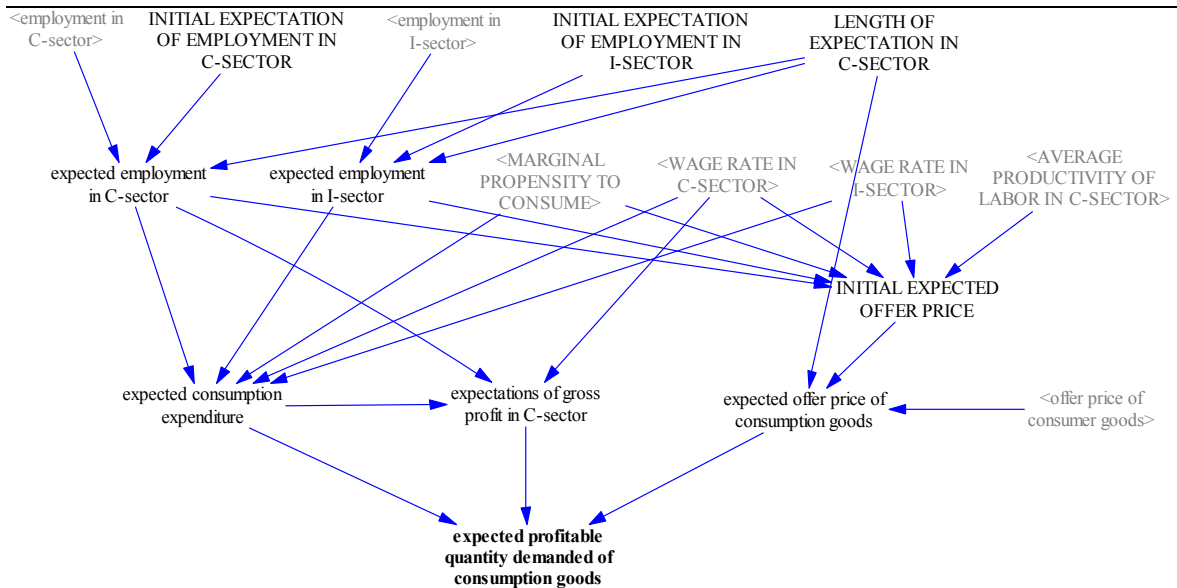 <employment in
C-sector>
INITIAL EXPECTATION
OF EMPLOYMENT IN
C-SECTOR
<employment in
I-sector>
INITIAL EXPECTATION
OF EMPLOYMENT IN
I-SECTOR
LENGTH OF
EXPECTATION IN
C-SECTOR
expected employment
in C-sector
expected employment
in I-sector
<MARGINAL
PROPENSITY TO
CONSUME>
<WAGE RATE IN
C-SECTOR>
<WAGE RATE IN
I-SECTOR>
<AVERAGE
PRODUCTIVITY OF
LABOR IN C-SECTOR>
INITIAL EXPECTED
OFFER PRICE
expected consumption
expenditure
expectations of gross
profit in C-sector
expected offer price of
consumption goods
<offer price of
consumer goods>
expected profitable
quantity demanded of
consumption goods